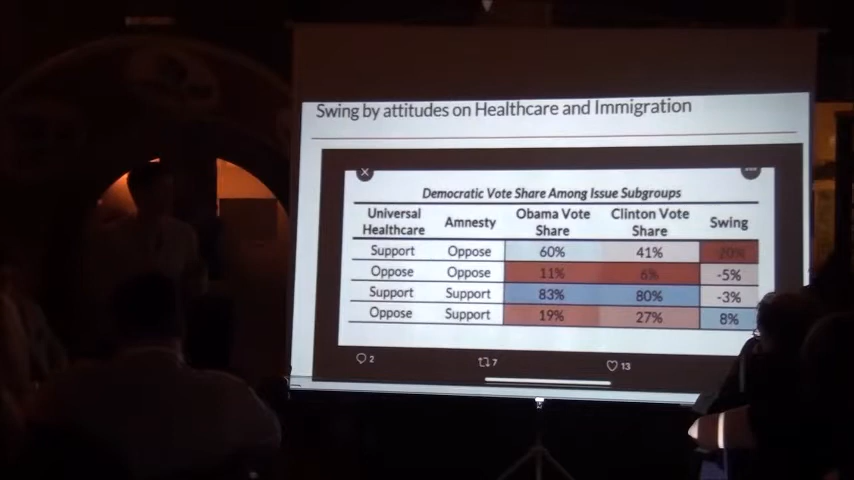 Swing by attitudes on Healthcare and Immigration
Democratic Vote Share Among Issue Subgroups
Universal Healthcare Amnesty Obama Vote Share Clinton Vote Share Swing
Support Oppose 60% 41% -20%
Oppose Oppose 11% 6% -5%
Support Support 83% 80% -3%
Oppose Support 19% 27% 8%
2 7 13